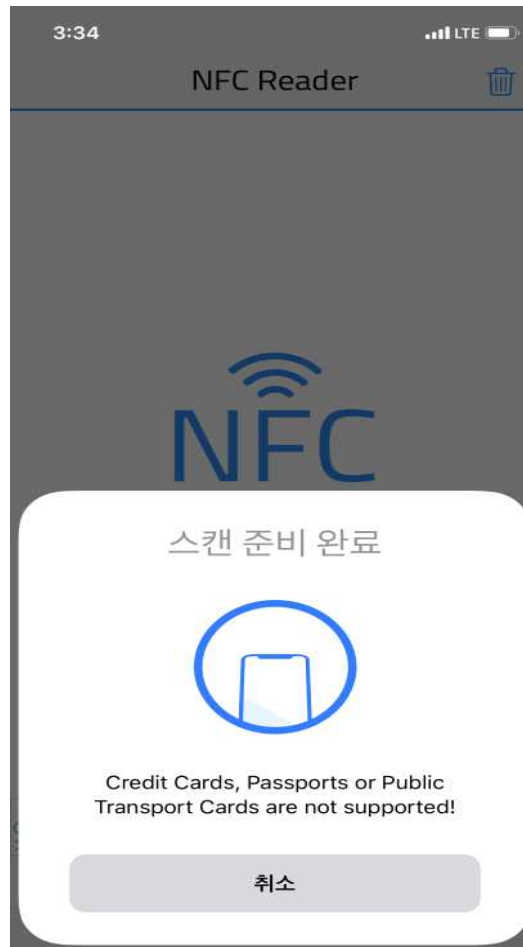 3:34
LTE
NFC Reader
NFC
스캔 준비 완료
Credit Cards, Passports or Public
Transport Cards are not supported!
취소